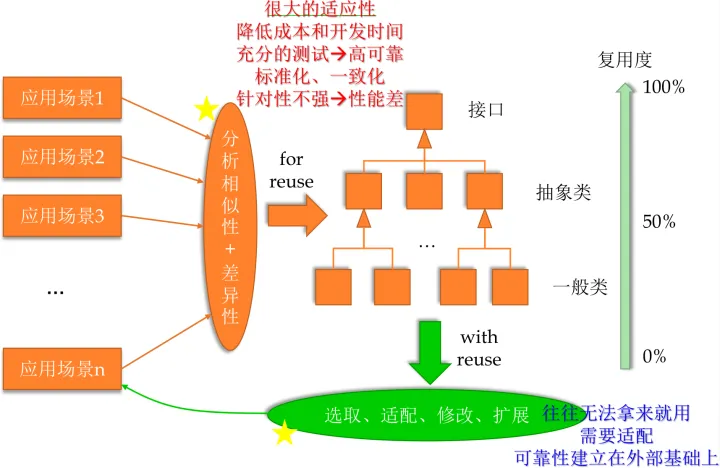 很大的适应性
降低成本和开发时间
充分的测试→高可靠
标准化、一致化
针对性不强→性能差
应用场景1
应用场景2
应用场景3
...
应用场景n
分析相似性+差异性
for
reuse
接口
抽象类
...
一般类
复用度
100%
50%
0%
with
reuse
选取、适配、修改、扩展
往往无法拿来就用
需要适配
可靠性建立在外部基础上